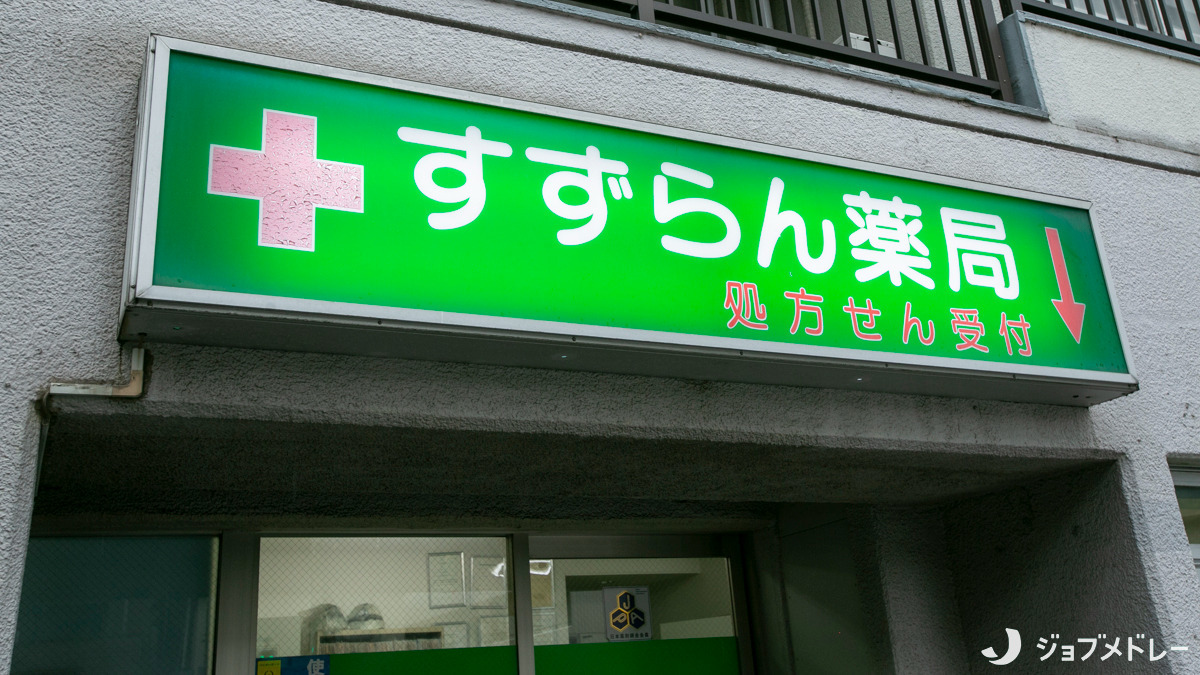 すずらん薬局
処方せん受付
使
ジョブメドレー